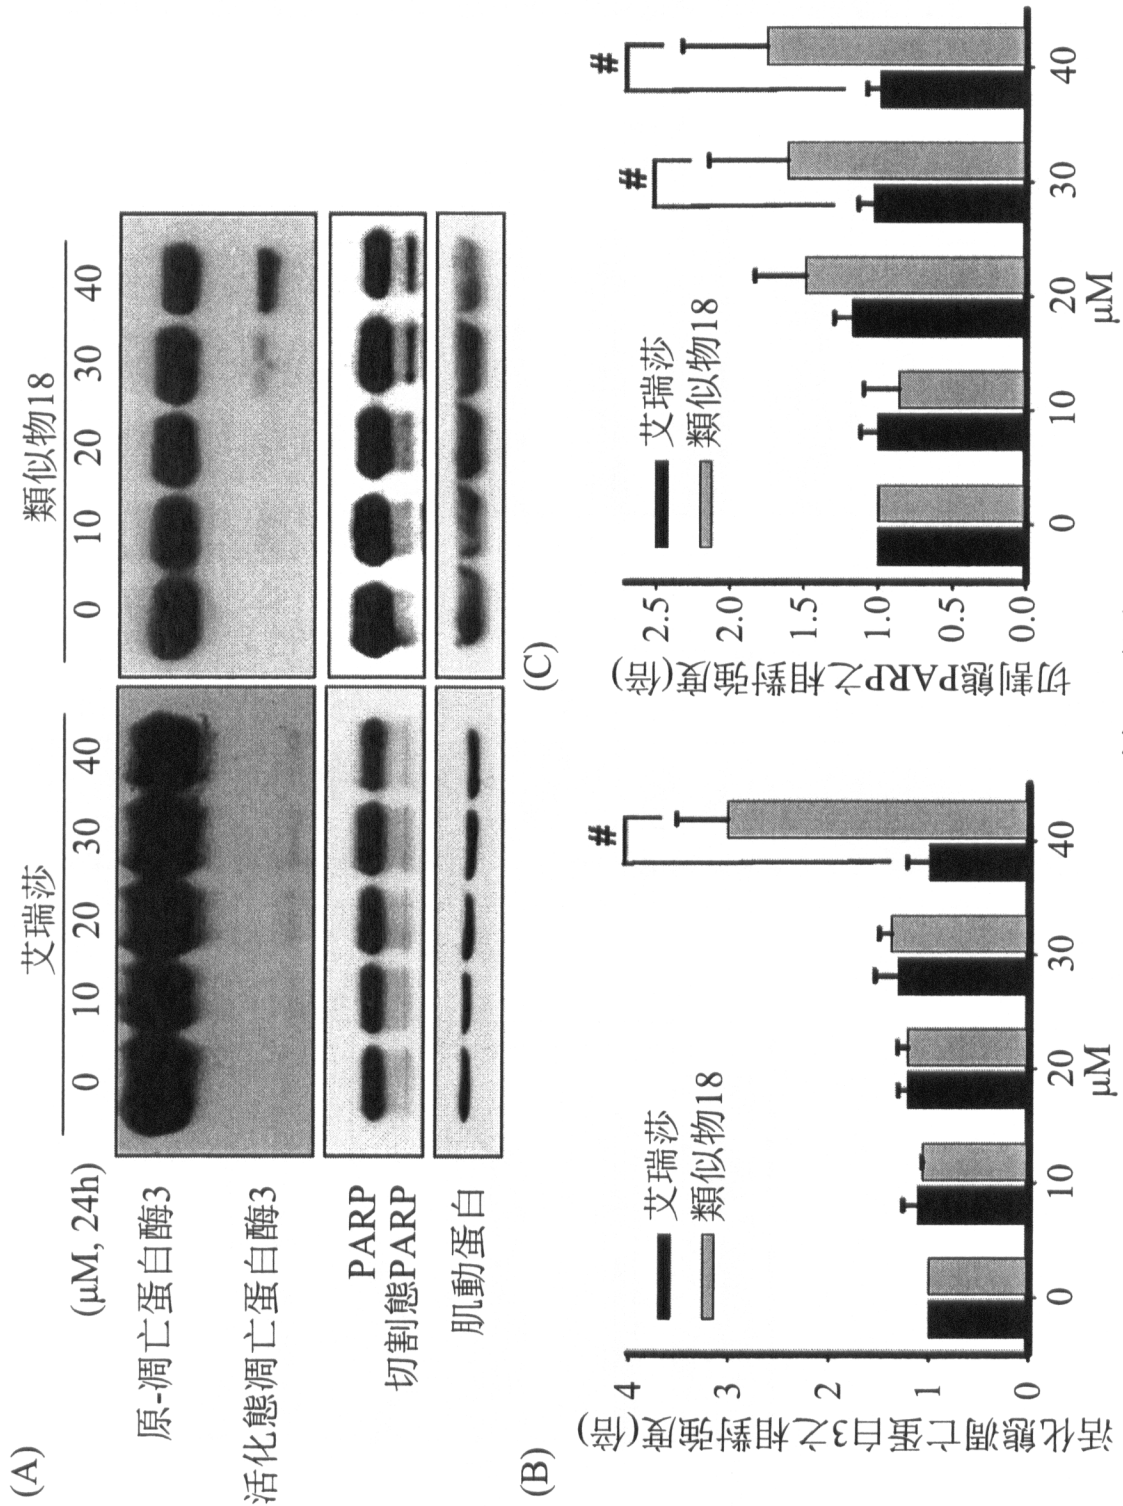 (A)
艾瑞莎 類似物18
(μM, 24h) 0 10 20 30 40 0 10 20 30 40
原-凋亡蛋白酶3
活化態凋亡蛋白酶3
PARP
切割態PARP
肌動蛋白
(B)
活化態凋亡蛋白3之相對強度(倍)
4
3
2
1
0
艾瑞莎
類似物18
#
0 10 20 30 40
μM
(C)
切割態PARP之相對強度(倍)
2.5
2.0
1.5
1.0
0.5
0.0
艾瑞莎
類似物18
# #
0 10 20 30 40
μM